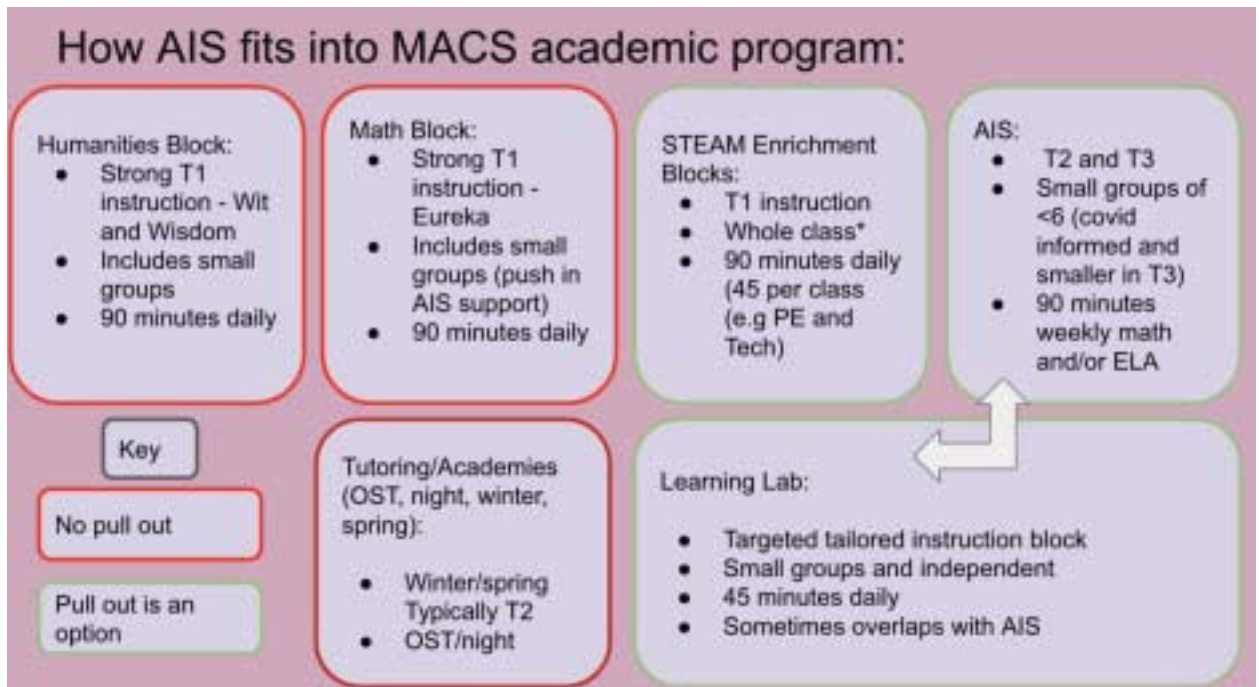 How AIS fits into MACS academic program:
Humanities Block:
● Strong T1
instruction - Wit
and Wisdom
● Includes small
groups
● 90 minutes daily
Math Block:
● Strong T1
instruction -
Eureka
● Includes small
groups (push in
AIS support)
● 90 minutes daily
STEAM Enrichment
Blocks:
● T1 instruction
● Whole class*
● 90 minutes daily
(45 per class
(e.g PE and
Tech)
AIS:
● T2 and T3
● Small groups of
<6 (covid
informed and
smaller in T3)
● 90 minutes
weekly math
and/or ELA
Key
No pull out
Pull out is an
option
Tutoring/Academies
(OST, night, winter,
spring):
● Winter/spring
Typically T2
● OST/night
Learning Lab:
● Targeted tailored instruction block
● Small groups and independent
● 45 minutes daily
● Sometimes overlaps with AIS